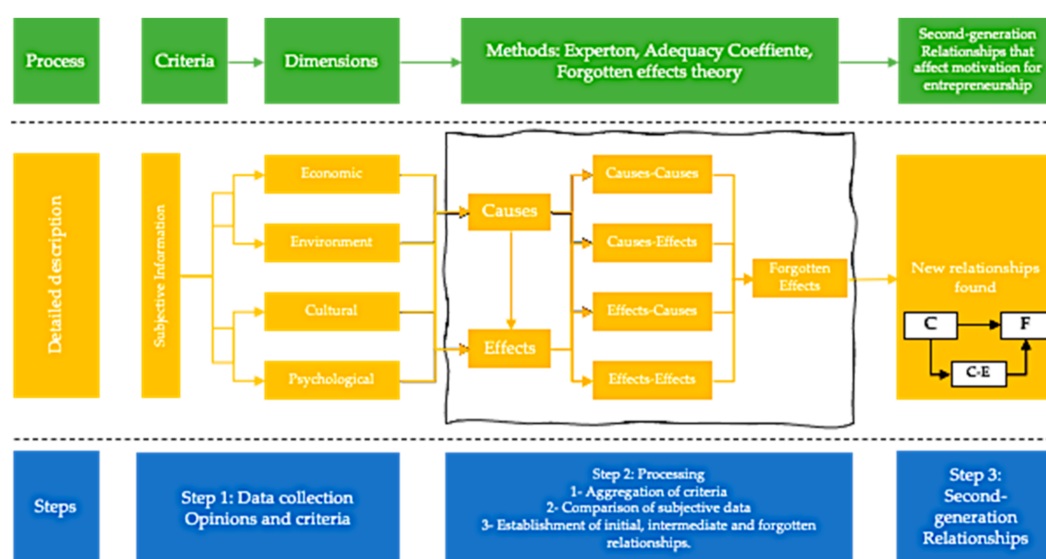 Process
Criteria
Dimensions
Methods: Experton, Adequacy Coeffiente,
Forgotten effects theory
Second-generation
Relationships that
affect motivation for
entrepreneurship
Detailed description
Subjective Information
Economic
Environment
Cultural
Psychological
Causes
Effects
Causes-Causes
Causes-Effects
Effects-Causes
Effects-Effects
Forgotten
Effects
New relationships
found
C
F
C-E
Steps
Step 1: Data collection
Opinions and criteria
Step 2: Processing
1- Aggregation of criteria
2- Comparison of subjective data
3- Establishment of initial, intermediate and forgotten
relationships.
Step 3:
Second-
generation
Relationships